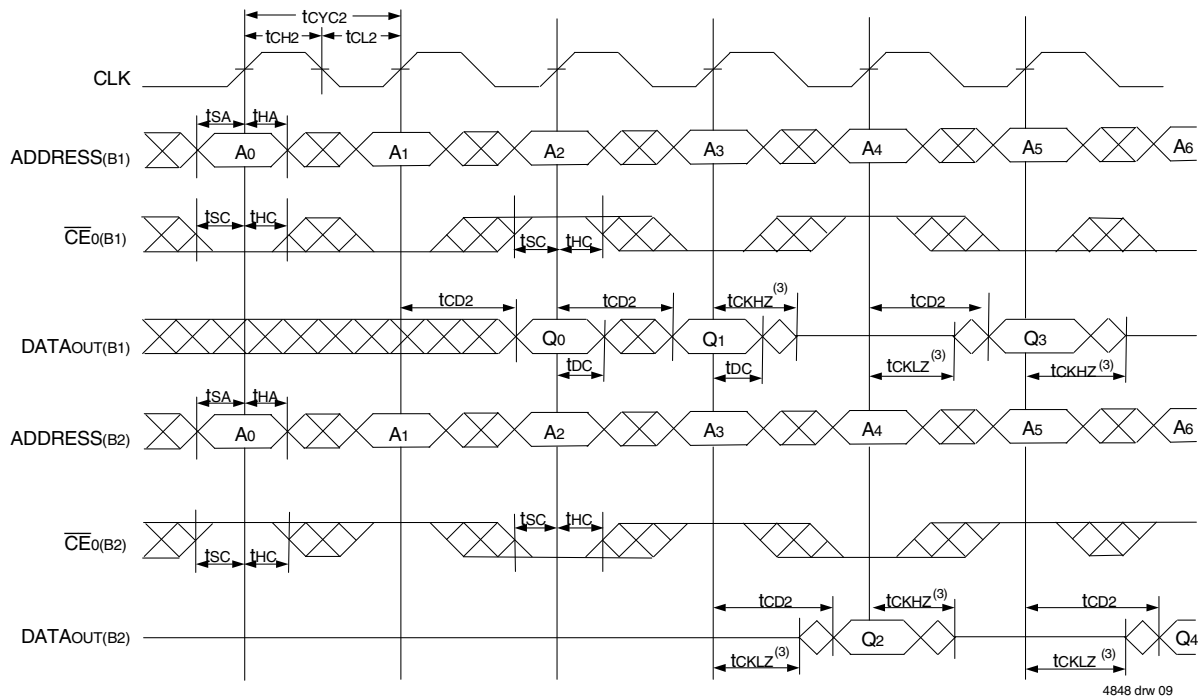 tCYC2
tCH2 tCL2
CLK
tSA tHA
ADDRESS(B1) A0 A1 A2 A3 A4 A5 A6
tSC tHC
CE0(B1)
tSC tHC
tCD2 tCD2 tCKHZ(3) tCD2
DATAOUT(B1) Q0 Q1 Q3
tDC tDC tCKLZ(3) tCKHZ(3)
tSA tHA
ADDRESS(B2) A0 A1 A2 A3 A4 A5 A6
tSC tHC
CE0(B2)
tSC tHC
tCD2 tCKHZ(3) tCD2
DATAOUT(B2) Q2 Q4
tCKLZ(3) tCKLZ(3)
4848 drw 09